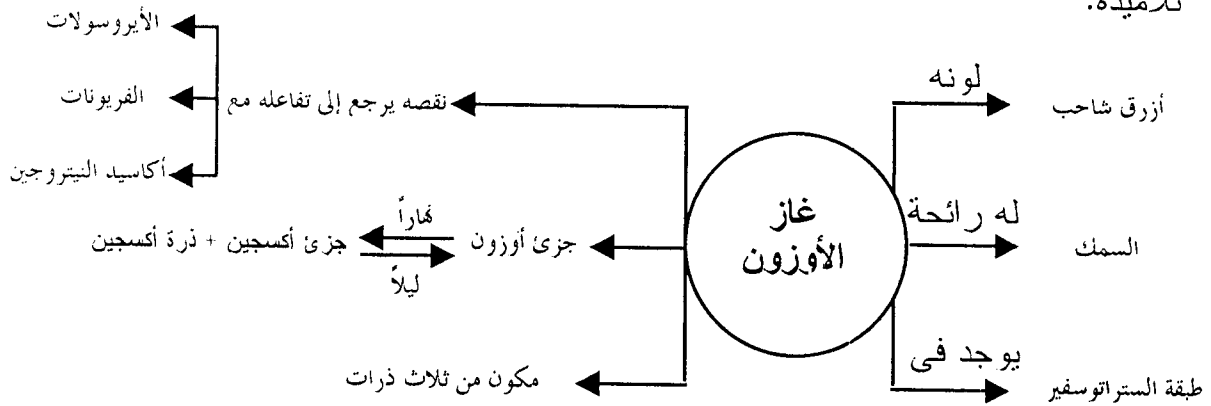 تلاميذه.
لونه
أزرق شاحب
له رائحة
السمك
يوجد فى
طبقة الستراتوسفير
غاز
الأوزون
نقصه يرجع إلى تفاعله مع
الأيروسولات
الفريونات
أكاسيد النيتروجين
جزئ أوزون
نهاراً
ليلاً
جزئ أكسجين + ذرة أكسجين
مكون من ثلاث ذرات